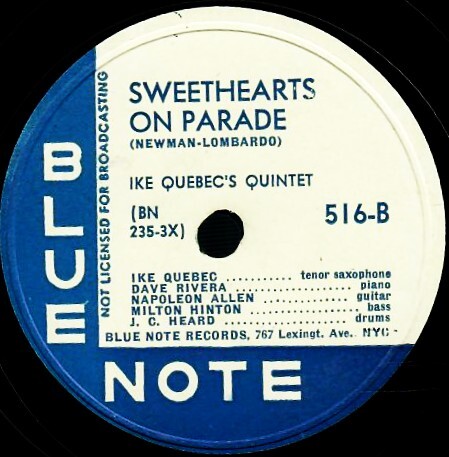 SWEETHEARTS
ON PARADE
(NEWMAN-LOMBARDO)
IKE QUEBEC'S QUINTET
(BN
235-3X)
516-B
IKE QUEBEC ........... tenor saxophone
DAVE RIVERA .................... piano
NAPOLEON ALLEN ............ guitar
MILTON HINTON ................ bass
J. C. HEARD .................... drums
BLUE NOTE RECORDS, 767 Lexingt. Ave., NYC
NOT LICENSED FOR BROADCASTING
BLUE
NOTE